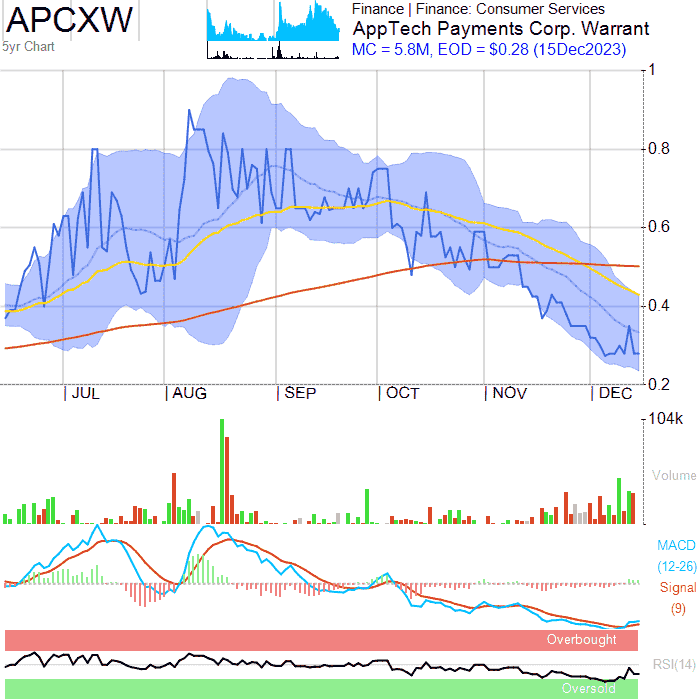 APCXW
5yr Chart
Finance | Finance: Consumer Services
AppTech Payments Corp. Warrant
MC = 5.8M, EOD = $0.28 (15Dec2023)
1
0.8
0.6
0.4
0.2
JUL AUG SEP OCT NOV DEC
104k
Volume
MACD
(12-26)
Signal
(9)
Overbought
RSI(14)
Oversold